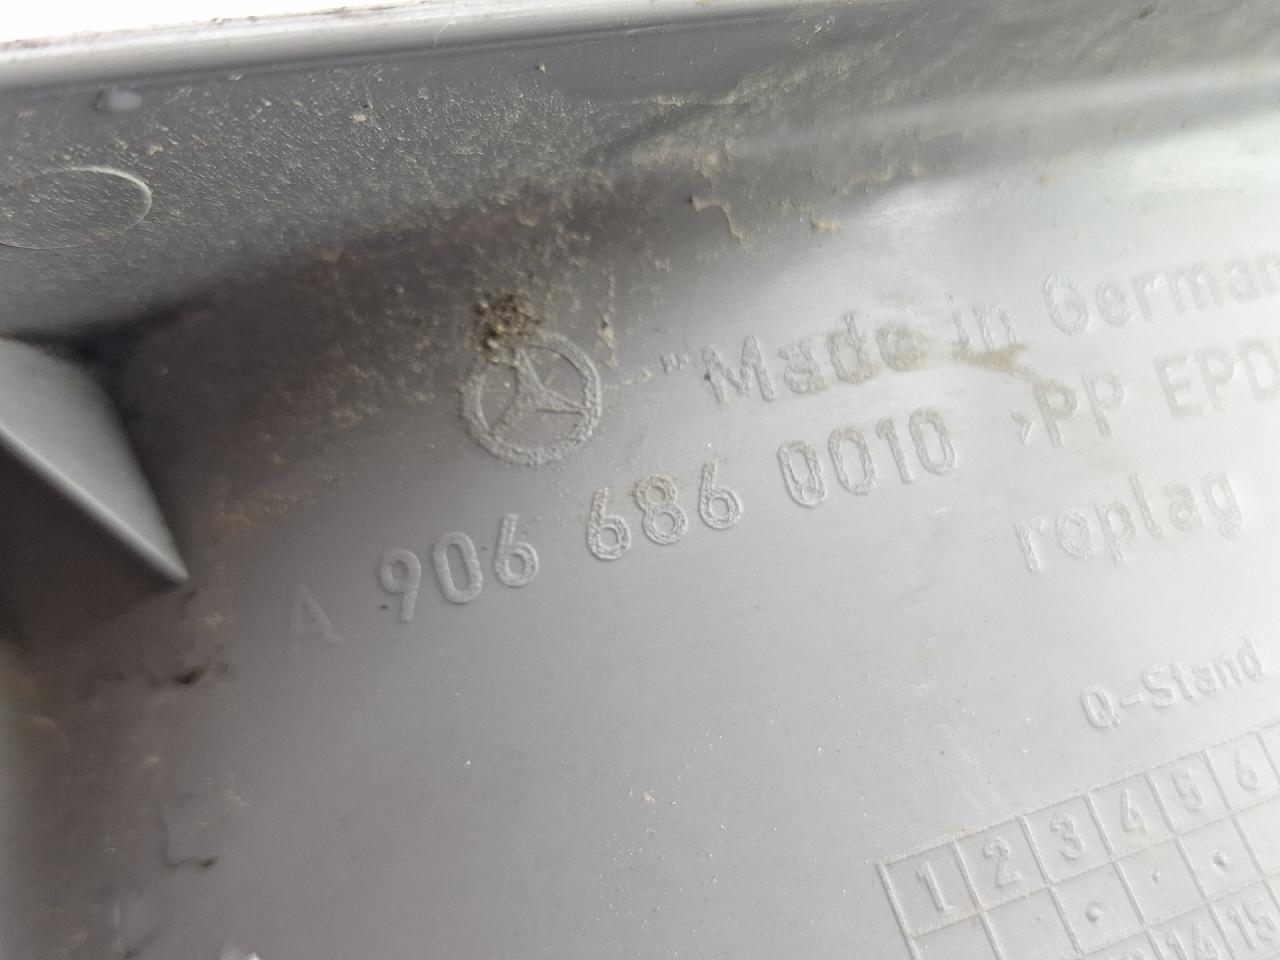 "Made in German
A 906 686 0010 >PP EPD
replag
Q-Stand
1 2 3 4 5 6
14 15